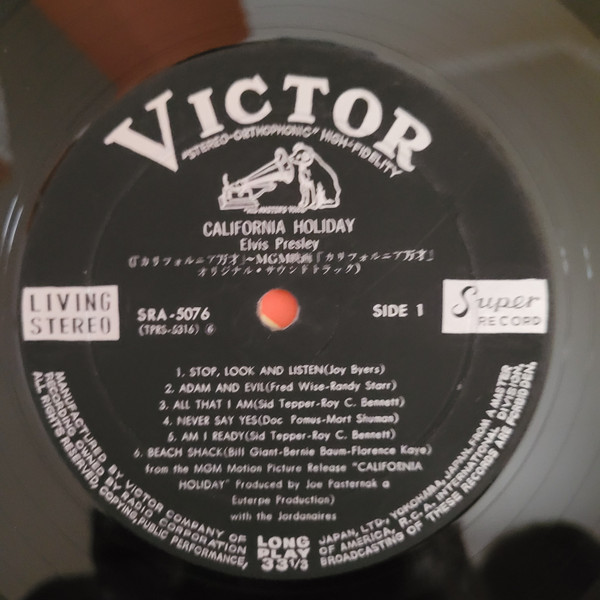 VICTOR
"STEREO-ORTHOPHONIC" HIGH-FIDELITY
"HIS MASTER'S VOICE"
CALIFORNIA HOLIDAY
Elvis Presley
(『カリフォルニア万才』〜MGM映画「カリフォルニア万才」
オリジナル・サウンドトラック)
LIVING
STEREO
SRA-5076
(TPRS-5316) ⑥
SIDE 1
Super
RECORD
1. STOP, LOOK AND LISTEN(Joy Byers)
2. ADAM AND EVIL(Fred Wise-Randy Starr)
3. ALL THAT I AM(Sid Tepper-Roy C. Bennett)
4. NEVER SAY YES(Doc Pomus-Mort Shuman)
5. AM I READY(Sid Tepper-Roy C. Bennett)
6. BEACH SHACK(Bill Giant-Bernie Baum-Florence Kaye)
from the MGM Motion Picture Release "CALIFORNIA
HOLIDAY" Produced by Joe Pasternak a
Euterpe Production)
with the Jordanaires
LONG
PLAY
33 1/3
MANUFACTURED BY VICTOR COMPANY OF JAPAN, LTD., YOKOHAMA, JAPAN, FROM A MASTER
RECORDING OWNED BY RADIO CORPORATION OF AMERICA, R.C.A. INTERNATIONAL DIVISION.
ALL RIGHTS RESERVED, COPYING, PUBLIC PERFORMANCE, BROADCASTING OF THESE RECORDS ARE FORBIDDEN.